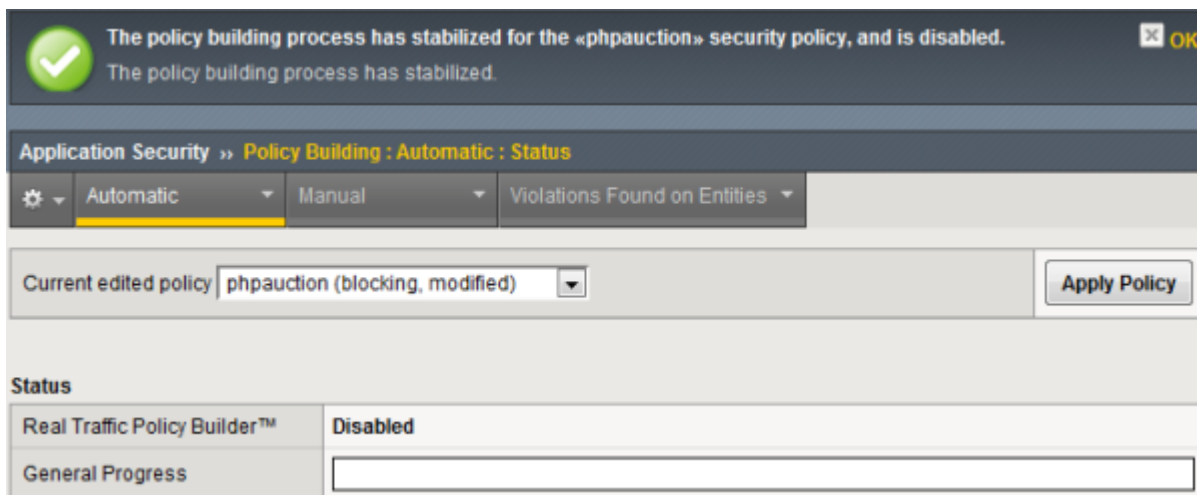 The policy building process has stabilized for the «phpauction» security policy, and is disabled.
OK
The policy building process has stabilized.
Application Security ›› Policy Building : Automatic : Status
Automatic Manual Violations Found on Entities
Current edited policy phpauction (blocking, modified) Apply Policy
Status
Real Traffic Policy Builder™ Disabled
General Progress